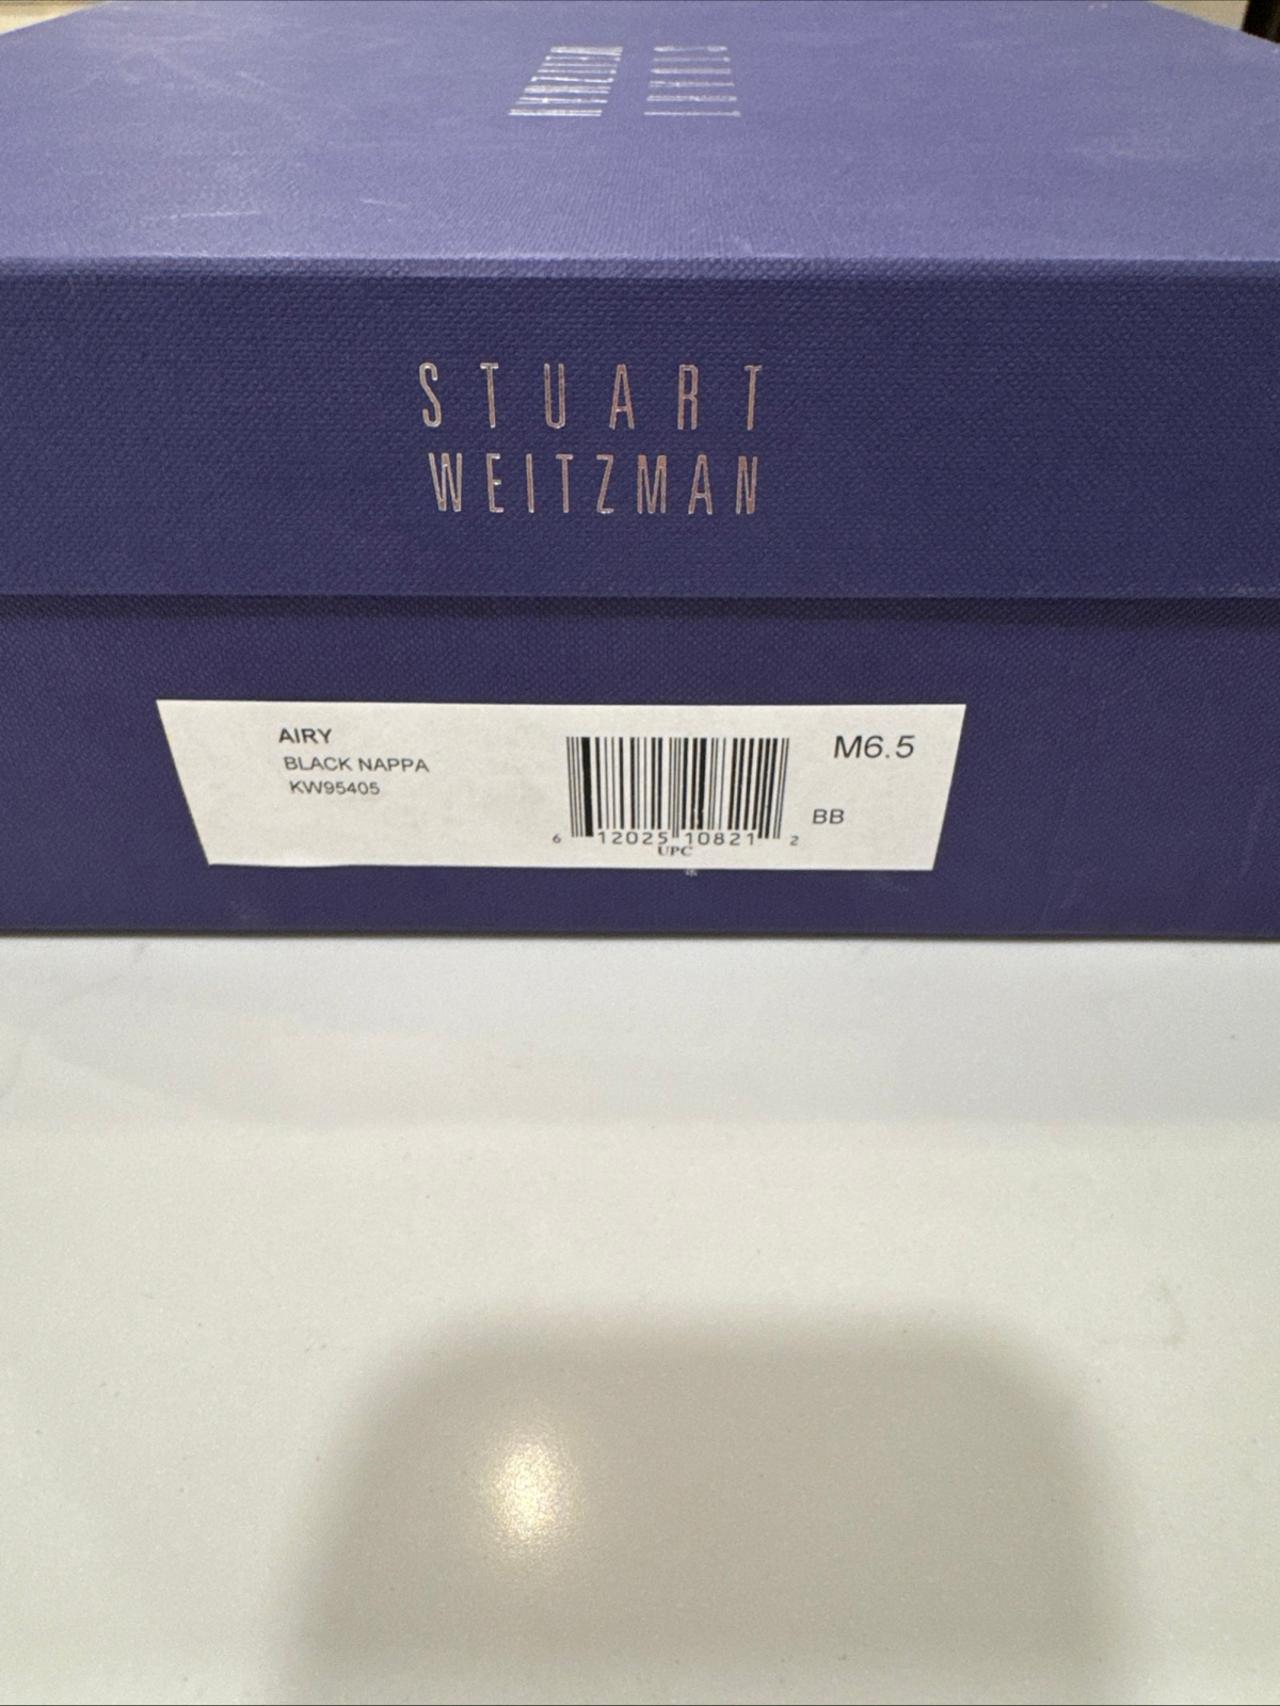 STUART
WEITZMAN
AIRY
BLACK NAPPA
KW95405
M6.5
BB
6 12025 10821 2
UPC